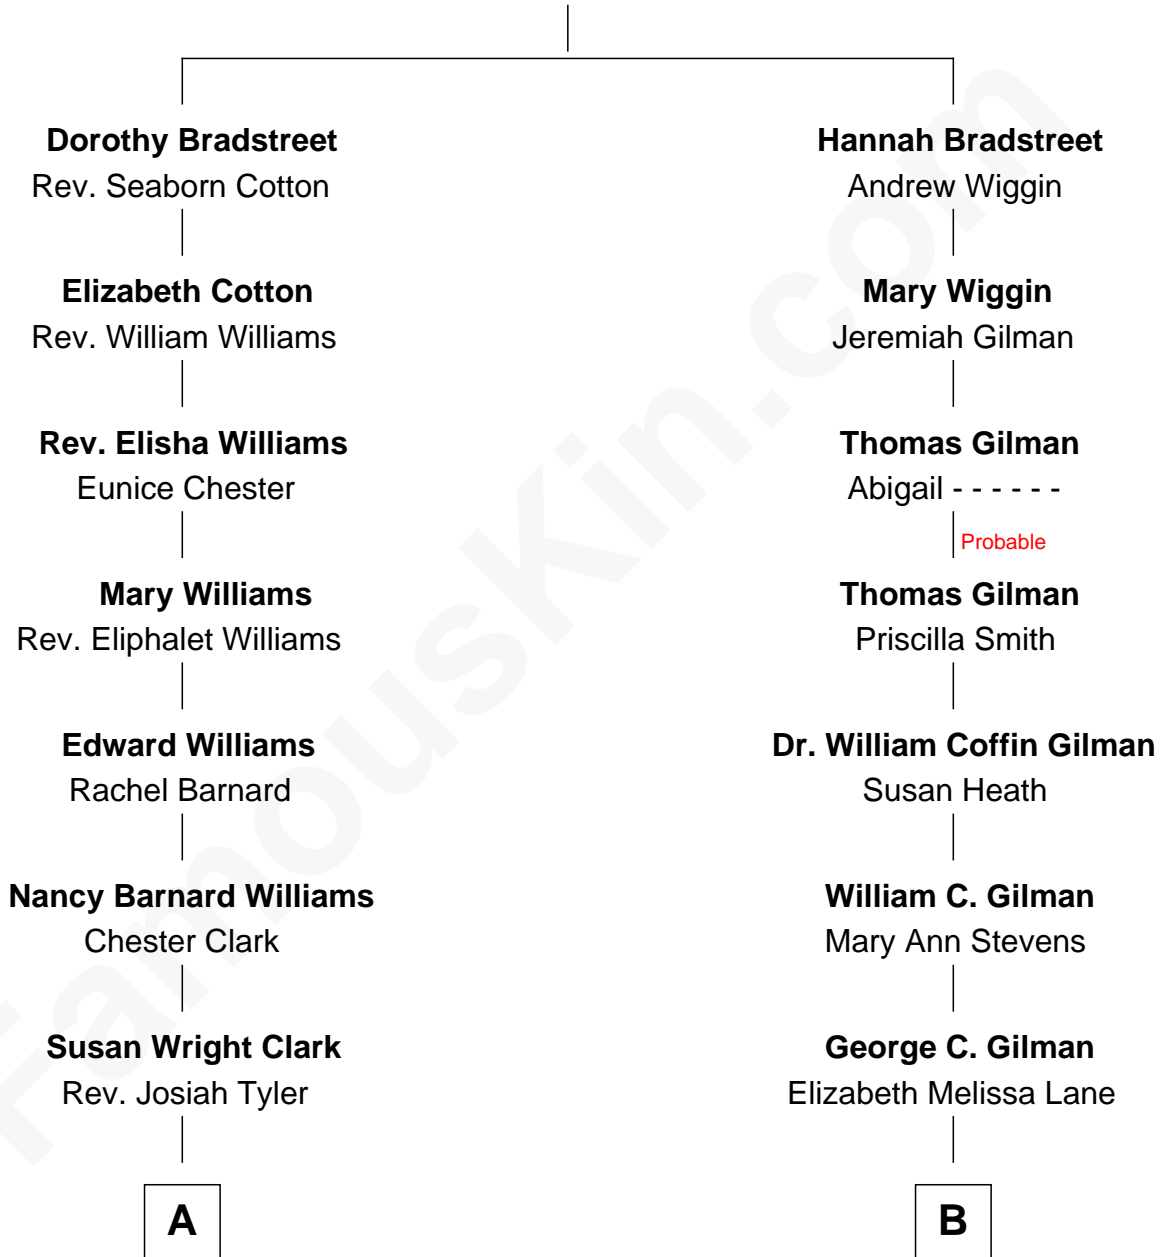 Dorothy Bradstreet
Rev. Seaborn Cotton
Elizabeth Cotton
Rev. William Williams
Rev. Elisha Williams
Eunice Chester
Mary Williams
Rev. Eliphalet Williams
Edward Williams
Rachel Barnard
Nancy Barnard Williams
Chester Clark
Susan Wright Clark
Rev. Josiah Tyler
A
Hannah Bradstreet
Andrew Wiggin
Mary Wiggin
Jeremiah Gilman
Thomas Gilman
Abigail - - - - - -
Probable
Thomas Gilman
Priscilla Smith
Dr. William Coffin Gilman
Susan Heath
William C. Gilman
Mary Ann Stevens
George C. Gilman
Elizabeth Melissa Lane
B
FamousKin.com